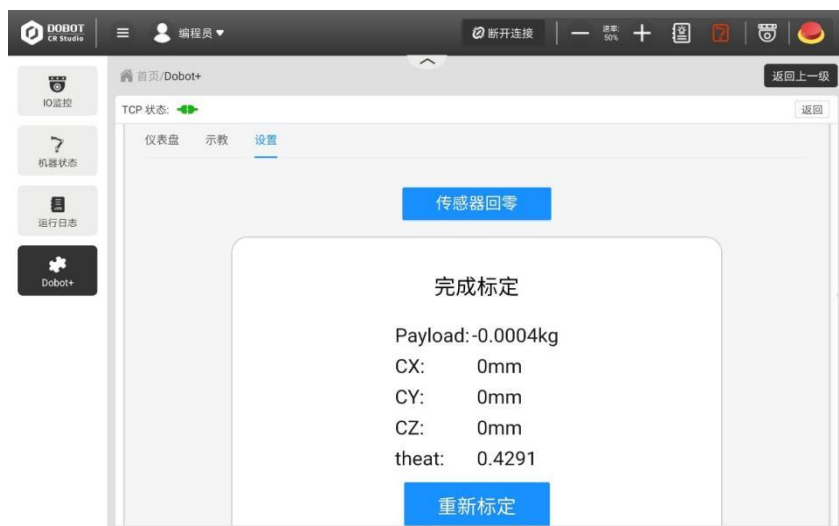 DOBOT
CR Studio
编程员
断开连接
速率:
50%
IO监控
机器状态
运行日志
Dobot+
首页/Dobot+
返回上一级
TCP 状态:
返回
仪表盘 示教 设置
传感器回零
完成标定
Payload:-0.0004kg
CX: 0mm
CY: 0mm
CZ: 0mm
theat: 0.4291
重新标定